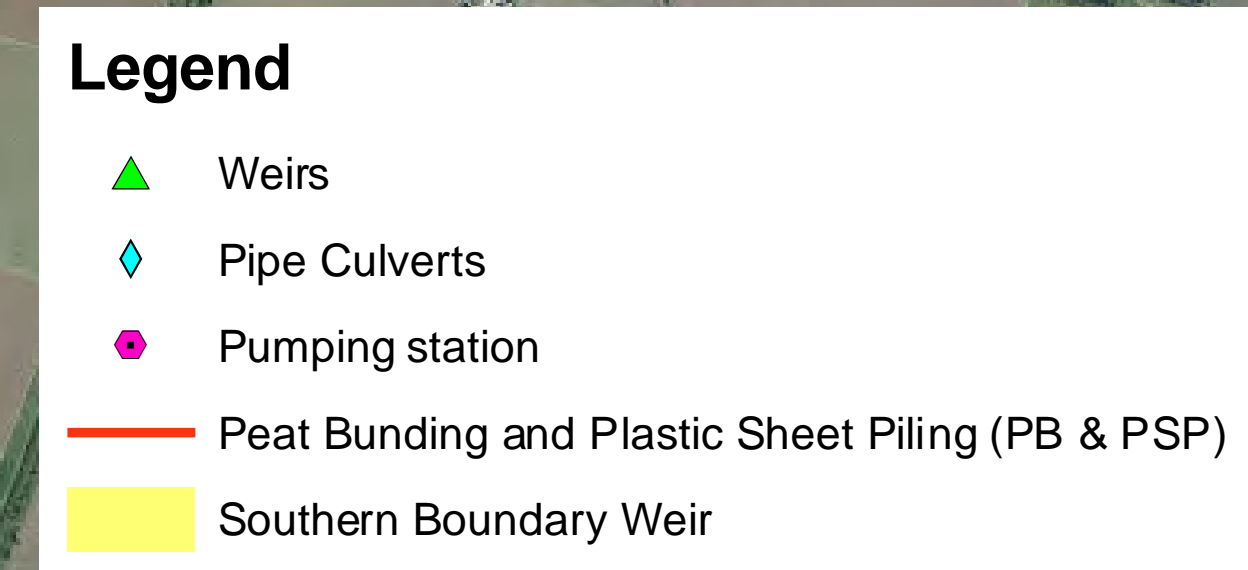 Legend
Weirs
Pipe Culverts
Pumping station
Peat Bunding and Plastic Sheet Piling (PB & PSP)
Southern Boundary Weir